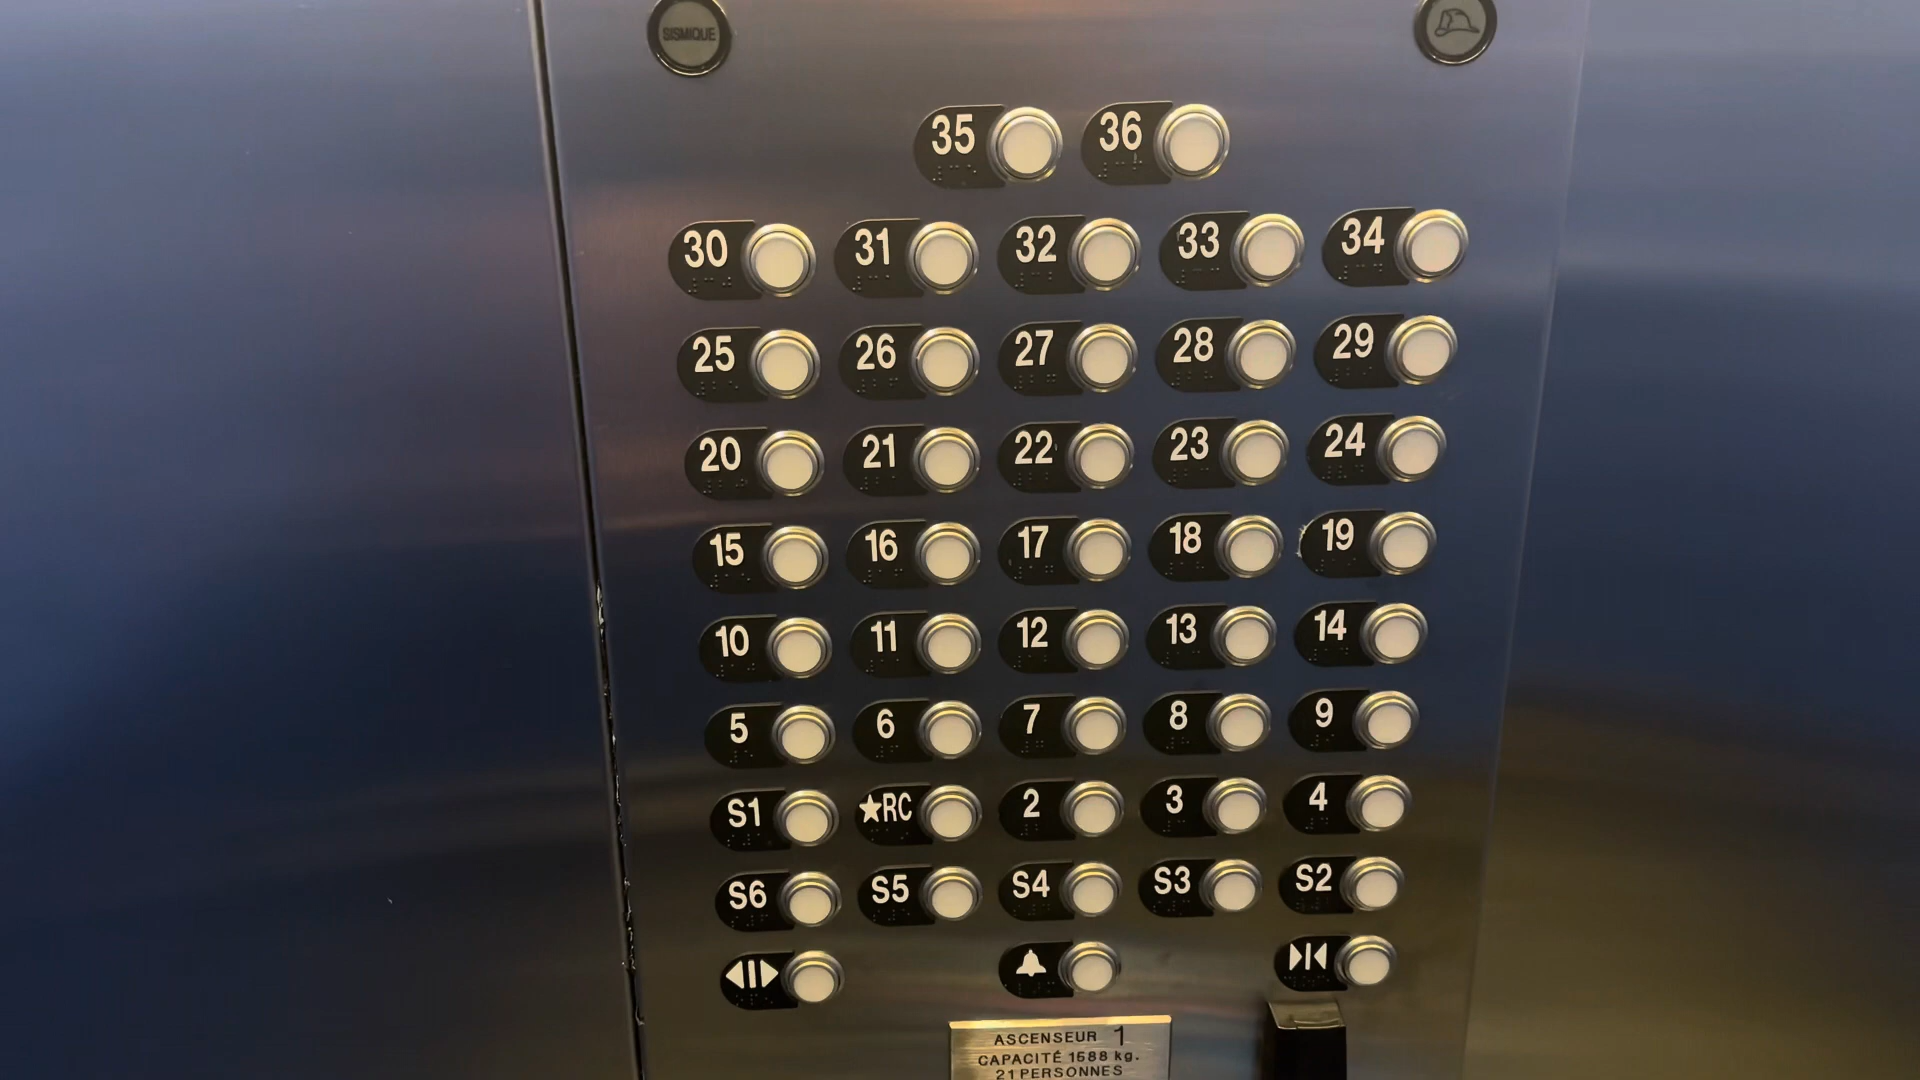 SISMIQUE
35 36
30 31 32 33 34
25 26 27 28 29
20 21 22 23 24
15 16 17 18 19
10 11 12 13 14
5 6 7 8 9
S1 ★RC 2 3 4
S6 S5 S4 S3 S2
ASCENSEUR 1
CAPACITÉ 1588 kg.
21 PERSONNES